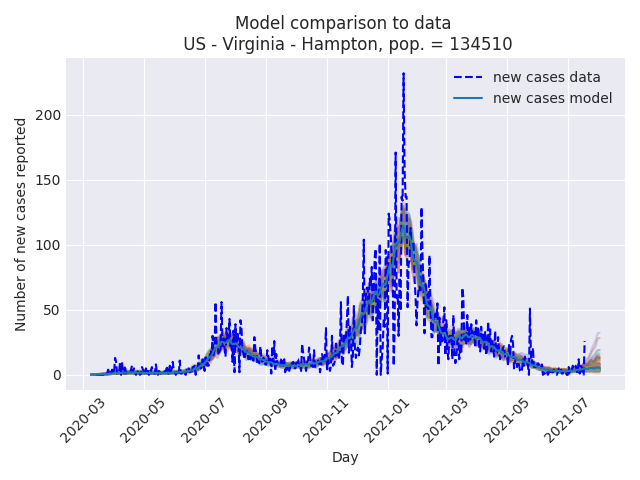 Model comparison to data
US - Virginia - Hampton, pop. = 134510
new cases data
new cases model
Number of new cases reported
200
150
100
50
0
2020-03
2020-05
2020-07
2020-09
2020-11
2021-01
2021-03
2021-05
2021-07
Day